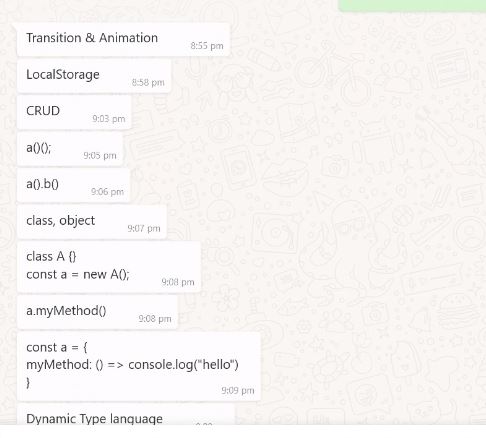 Transition & Animation
8:55 pm
LocalStorage
8:58 pm
CRUD
9:03 pm
a()();
9:05 pm
a().b()
9:06 pm
class, object
9:07 pm
class A {}
const a = new A();
9:08 pm
a.myMethod()
9:08 pm
const a = {
myMethod: () => console.log("hello")
}
9:09 pm
Dynamic Type language